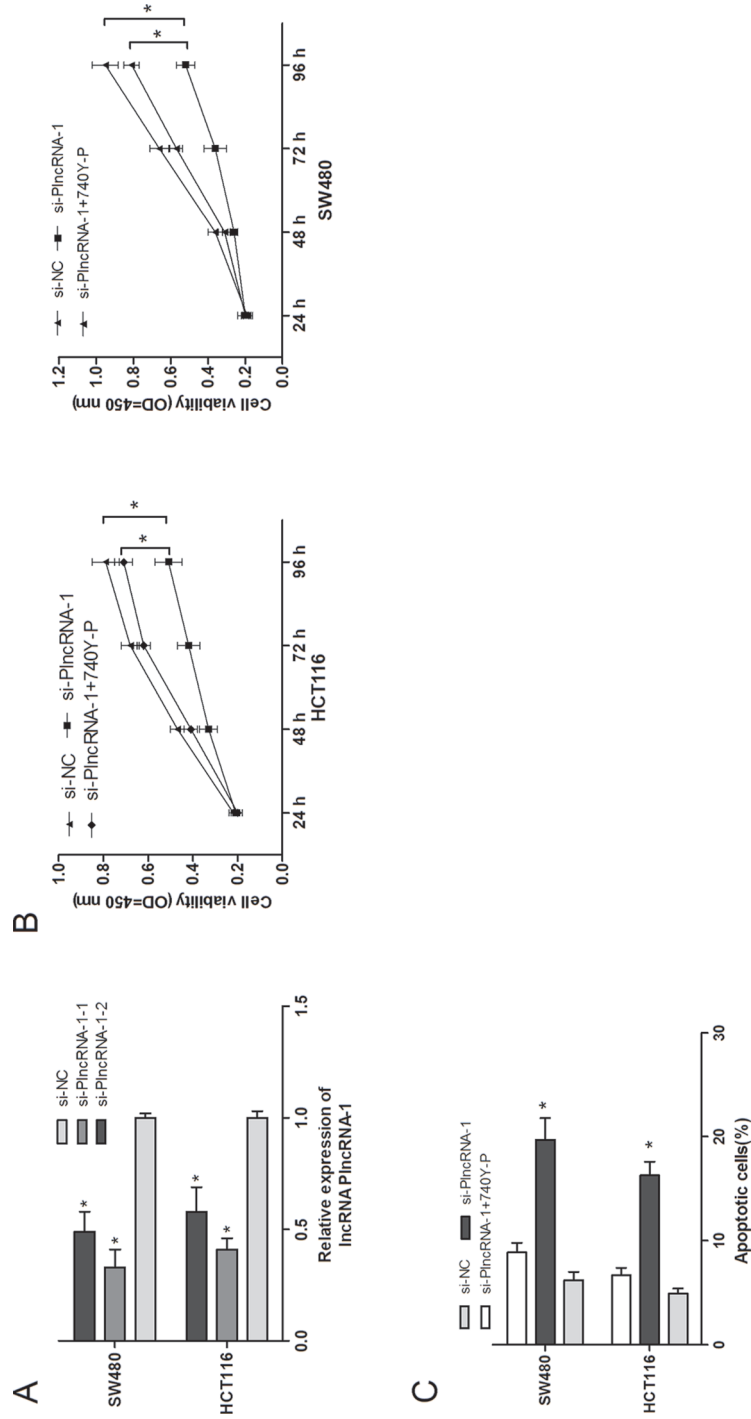 A
si-NC
si-PlncRNA-1-1
si-PlncRNA-1-2
SW480
HCT116
*
*
*
*
0.0
0.5
1.0
1.5
Relative expression of
lncRNA PlncRNA-1
B
si-NC
si-PlncRNA-1
si-PlncRNA-1+740Y-P
Cell viability (OD=450 nm)
1.0
0.8
0.6
0.4
0.2
0.0
24 h
48 h
72 h
96 h
HCT116
*
*
si-NC
si-PlncRNA-1
si-PlncRNA-1+740Y-P
Cell viability (OD=450 nm)
1.2
1.0
0.8
0.6
0.4
0.2
0.0
24 h
48 h
72 h
96 h
SW480
*
*
C
si-NC
si-PlncRNA-1
si-PlncRNA-1+740Y-P
SW480
HCT116
*
*
0
10
20
30
Apoptotic cells(%)